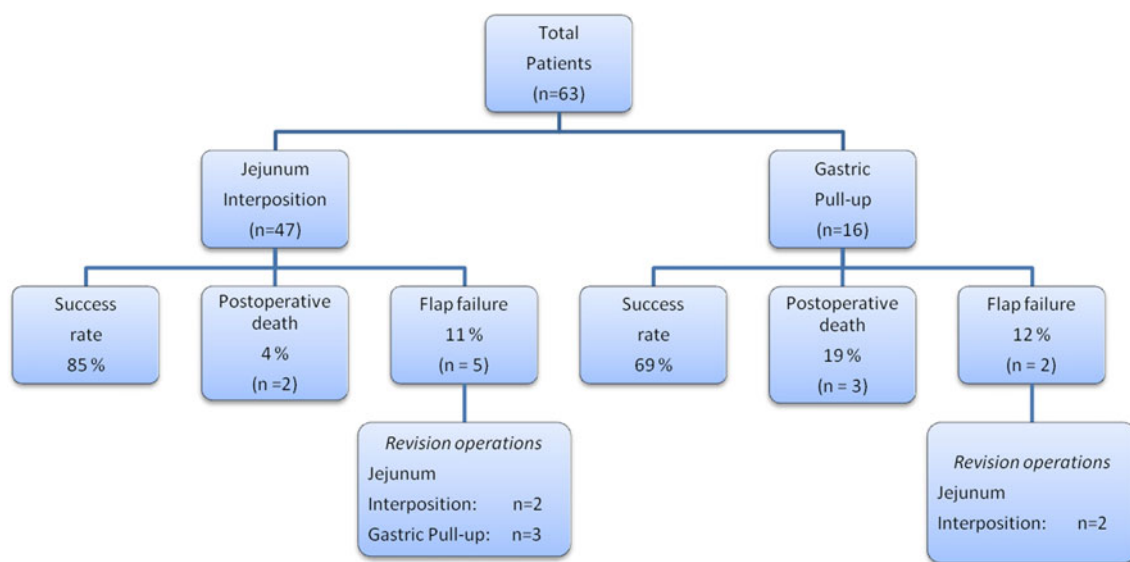 Total
Patients
(n=63)
Jejunum
Interposition
(n=47)
Gastric
Pull-up
(n=16)
Success
rate
85 %
Postoperative
death
4 %
(n =2)
Flap failure
11 %
(n = 5)
Success
rate
69 %
Postoperative
death
19 %
(n = 3)
Flap failure
12 %
(n = 2)
Revision operations
Jejunum
Interposition: n=2
Gastric Pull-up: n=3
Revision operations
Jejunum
Interposition: n=2